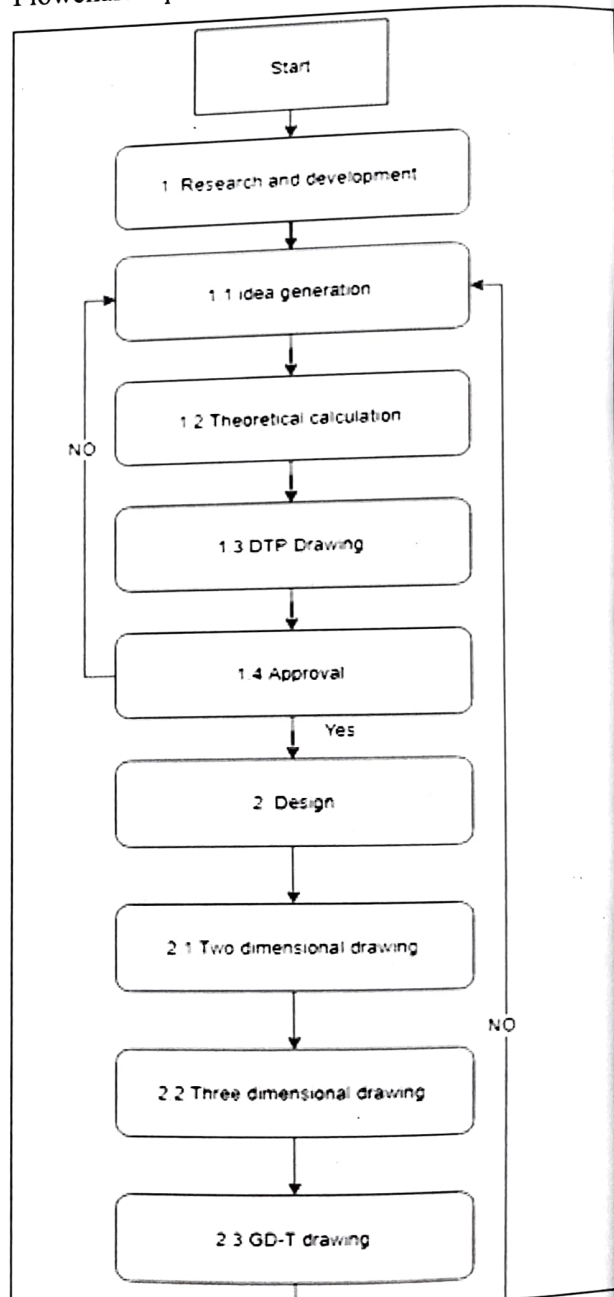 Start
1 Research and development
1 1 idea generation
1 2 Theoretical calculation
NO
1 3 DTP Drawing
1.4 Approval
Yes
2 Design
2 1 Two dimensional drawing
NO
2 2 Three dimensional drawing
2 3 GD-T drawing